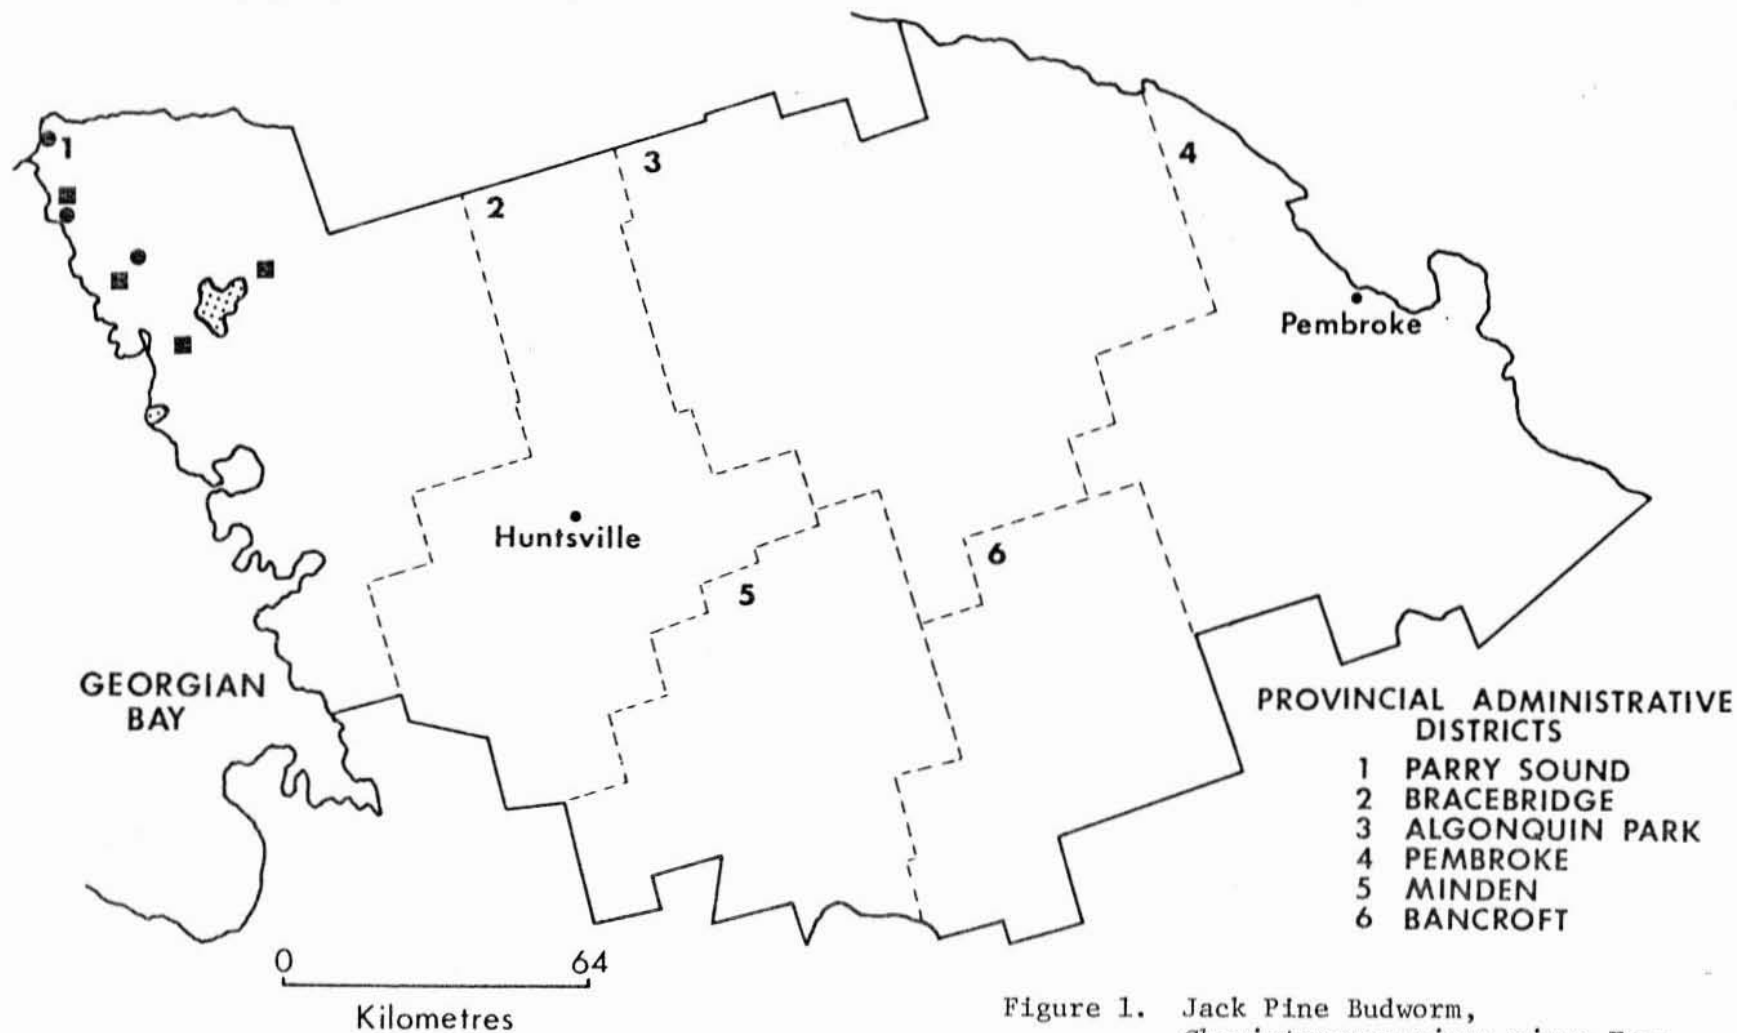 1
2
3
4
Pembroke
Huntsville
5
6
GEORGIAN
BAY
PROVINCIAL ADMINISTRATIVE
DISTRICTS
1 PARRY SOUND
2 BRACEBRIDGE
3 ALGONQUIN PARK
4 PEMBROKE
5 MINDEN
6 BANCROFT
0 64
Kilometres
Figure 1. Jack Pine Budworm,